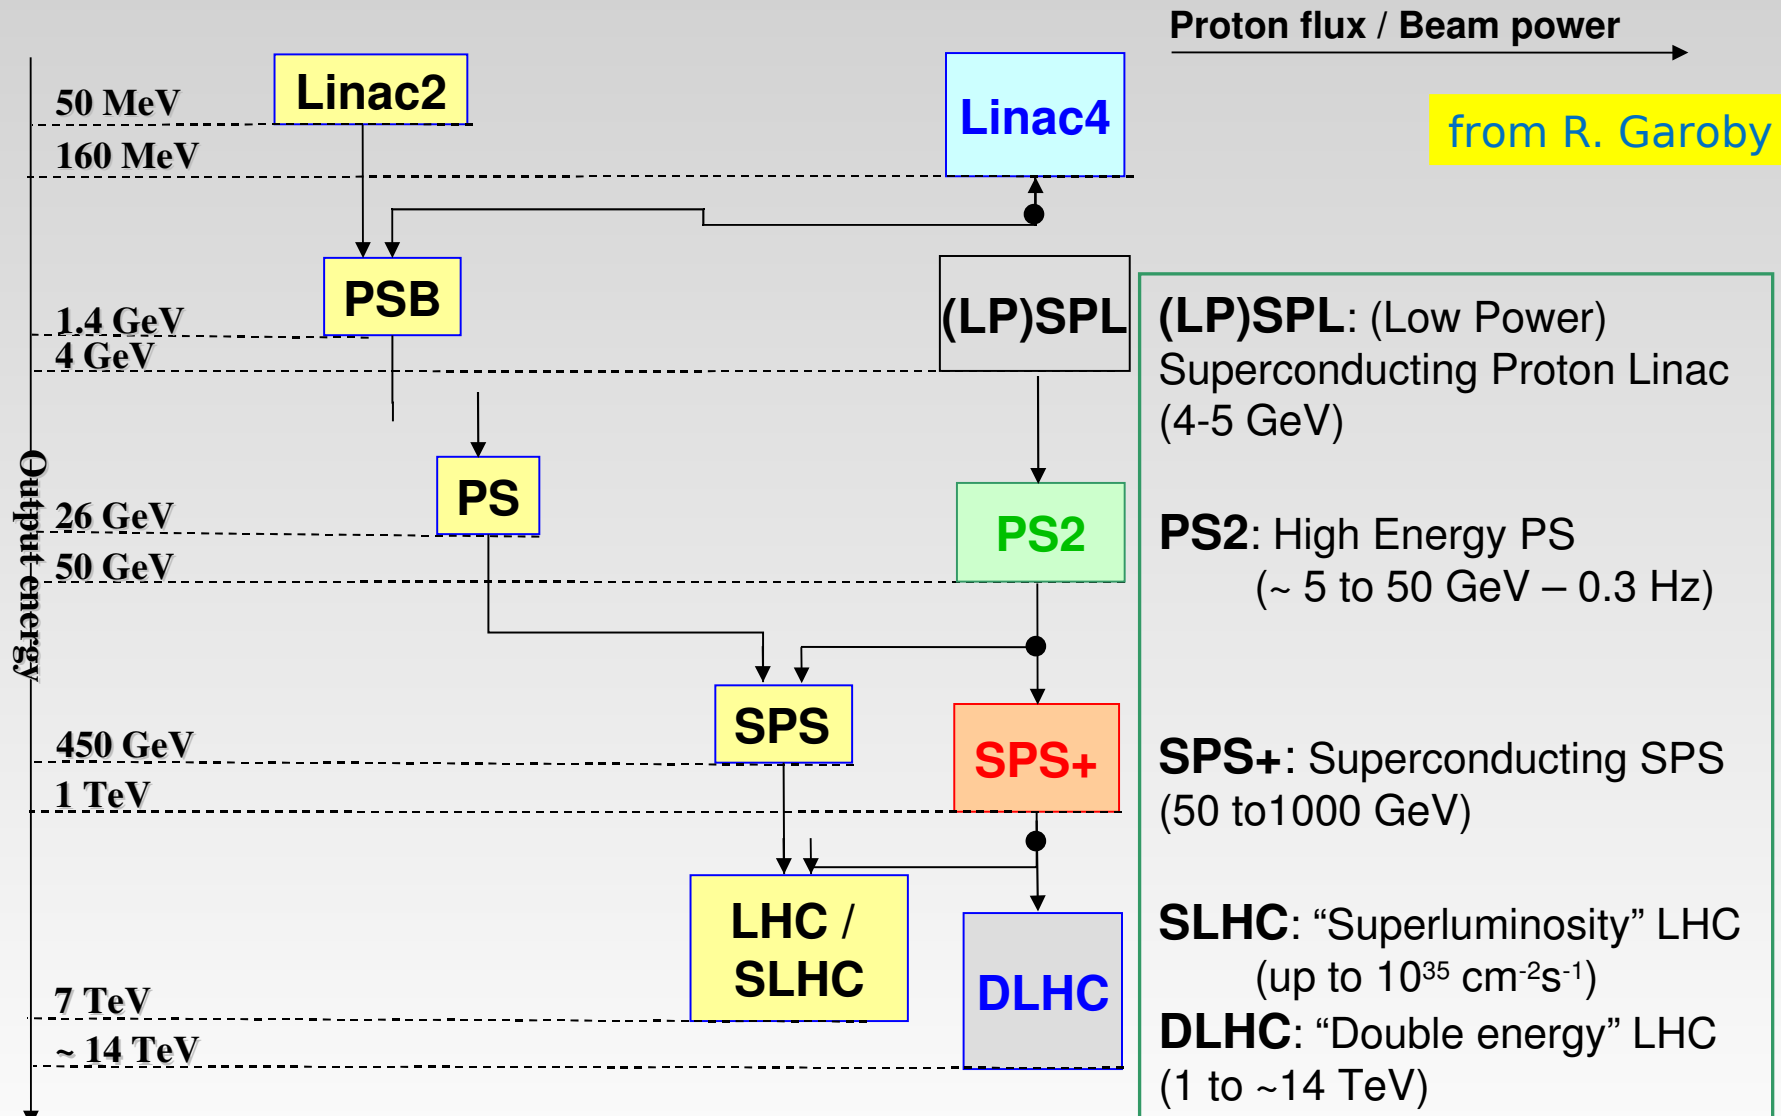 Proton flux / Beam power
from R. Garoby
Output energy
50 MeV
160 MeV
1.4 GeV
4 GeV
26 GeV
50 GeV
450 GeV
1 TeV
7 TeV
~ 14 TeV
Linac2
Linac4
PSB
(LP)SPL
PS
PS2
SPS
SPS+
LHC /
SLHC
DLHC
(LP)SPL: (Low Power)
Superconducting Proton Linac
(4-5 GeV)
PS2: High Energy PS
(~ 5 to 50 GeV – 0.3 Hz)
SPS+: Superconducting SPS
(50 to1000 GeV)
SLHC: “Superluminosity” LHC
(up to 10³⁵ cm⁻²s⁻¹)
DLHC: “Double energy” LHC
(1 to ~14 TeV)